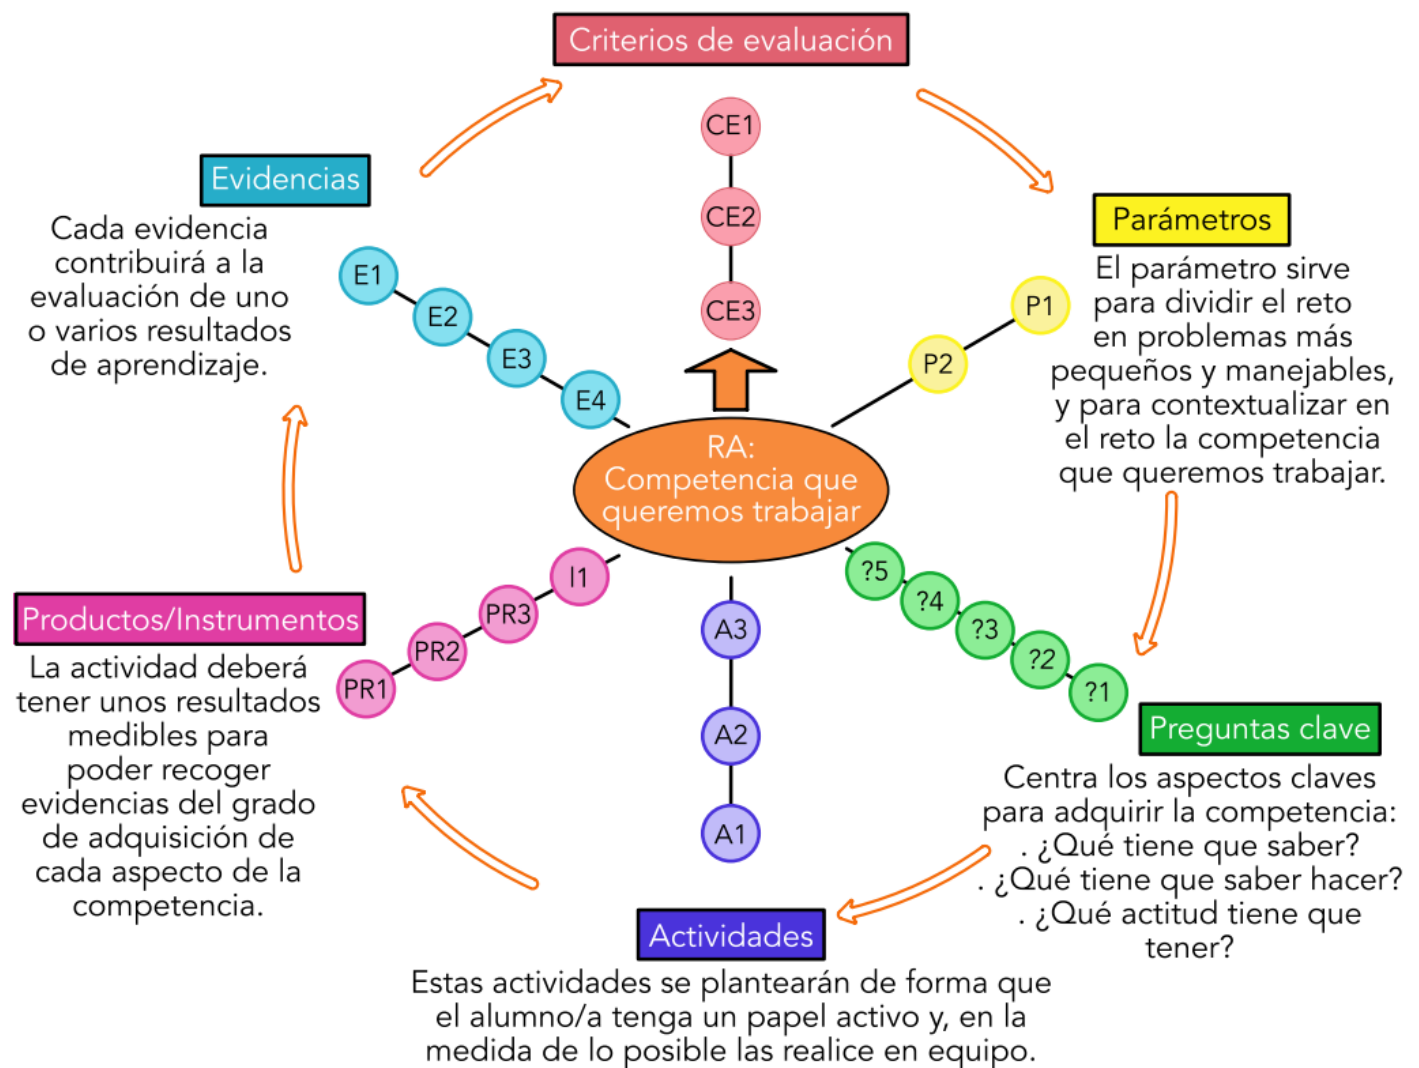 Criterios de evaluación
CE1
CE2
CE3
Evidencias
Cada evidencia
contribuirá a la
evaluación de uno
o varios resultados
de aprendizaje.
E1
E2
E3
E4
Parámetros
El parámetro sirve
para dividir el reto
en problemas más
pequeños y manejables,
y para contextualizar en
el reto la competencia
que queremos trabajar.
P1
P2
RA:
Competencia que
queremos trabajar
?5
?4
?3
?2
?1
Preguntas clave
Centra los aspectos claves
para adquirir la competencia:
. ¿Qué tiene que saber?
. ¿Qué tiene que saber hacer?
. ¿Qué actitud tiene que
tener?
I1
PR3
PR2
PR1
Productos/Instrumentos
La actividad deberá
tener unos resultados
medibles para
poder recoger
evidencias del grado
de adquisición de
cada aspecto de la
competencia.
A3
A2
A1
Actividades
Estas actividades se plantearán de forma que
el alumno/a tenga un papel activo y, en la
medida de lo posible las realice en equipo.